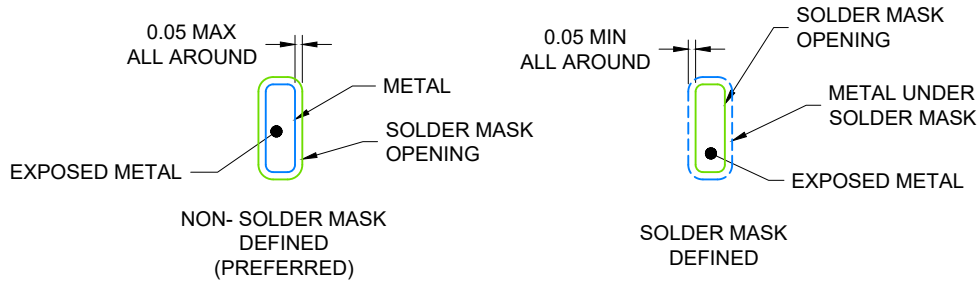 0.05 MAX
ALL AROUND
METAL
SOLDER MASK
OPENING
EXPOSED METAL
NON- SOLDER MASK
DEFINED
(PREFERRED)
0.05 MIN
ALL AROUND
SOLDER MASK
OPENING
METAL UNDER
SOLDER MASK
EXPOSED METAL
SOLDER MASK
DEFINED